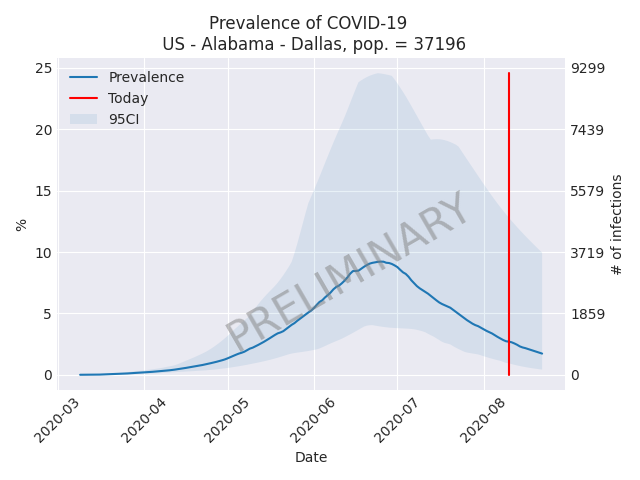 Prevalence of COVID-19
US - Alabama - Dallas, pop. = 37196
Prevalence
Today
95CI
25
20
15
10
5
0
%
9299
7439
5579
3719
1859
0
# of infections
PRELIMINARY
2020-03
2020-04
2020-05
2020-06
2020-07
2020-08
Date